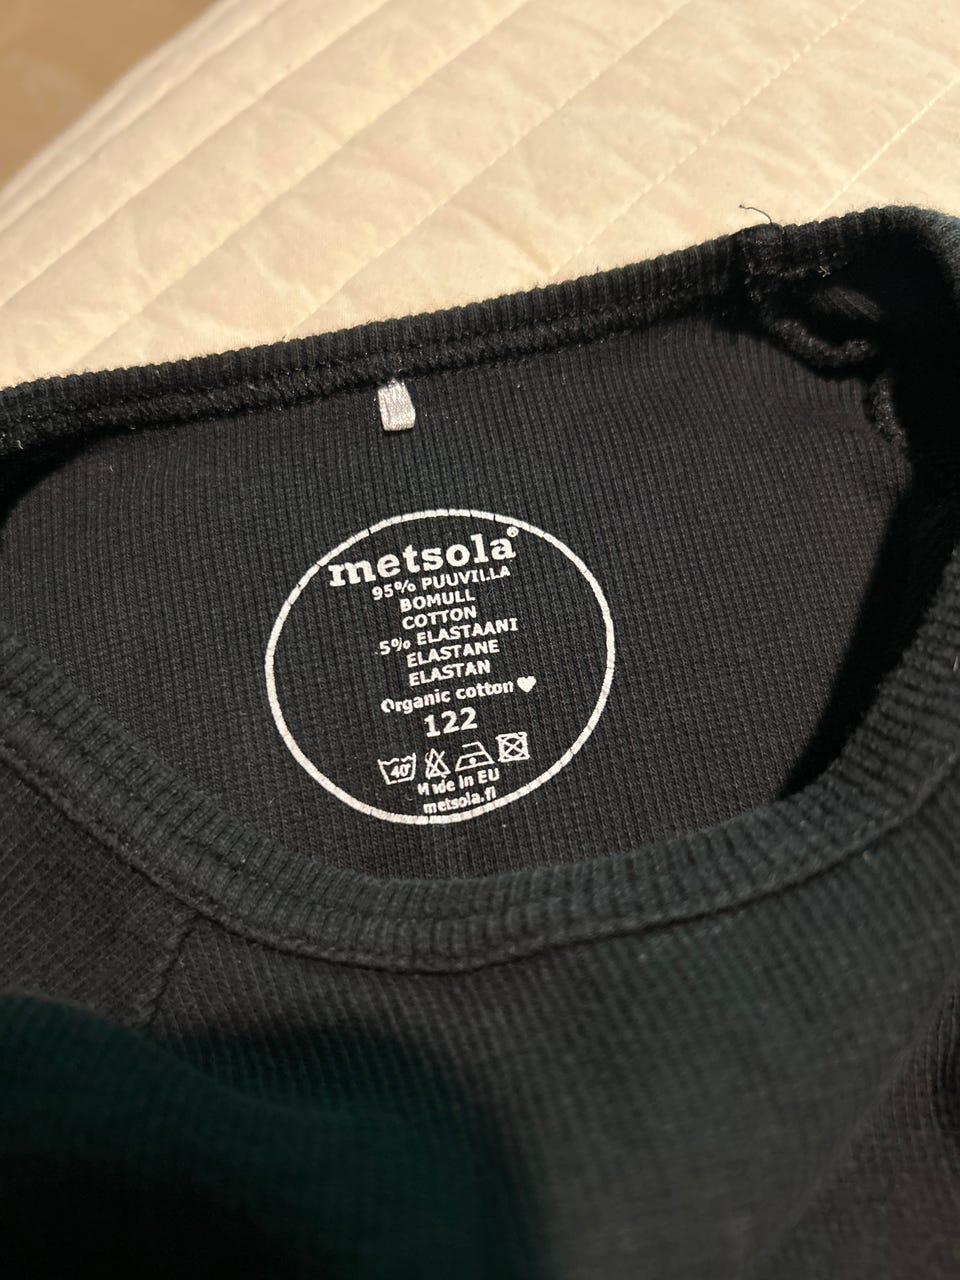 metsola®
95% PUUVILLA
BOMULL
COTTON
5% ELASTAANI
ELASTANE
ELASTAN
Organic cotton ♥
122
40°
Made in EU
metsola.fi